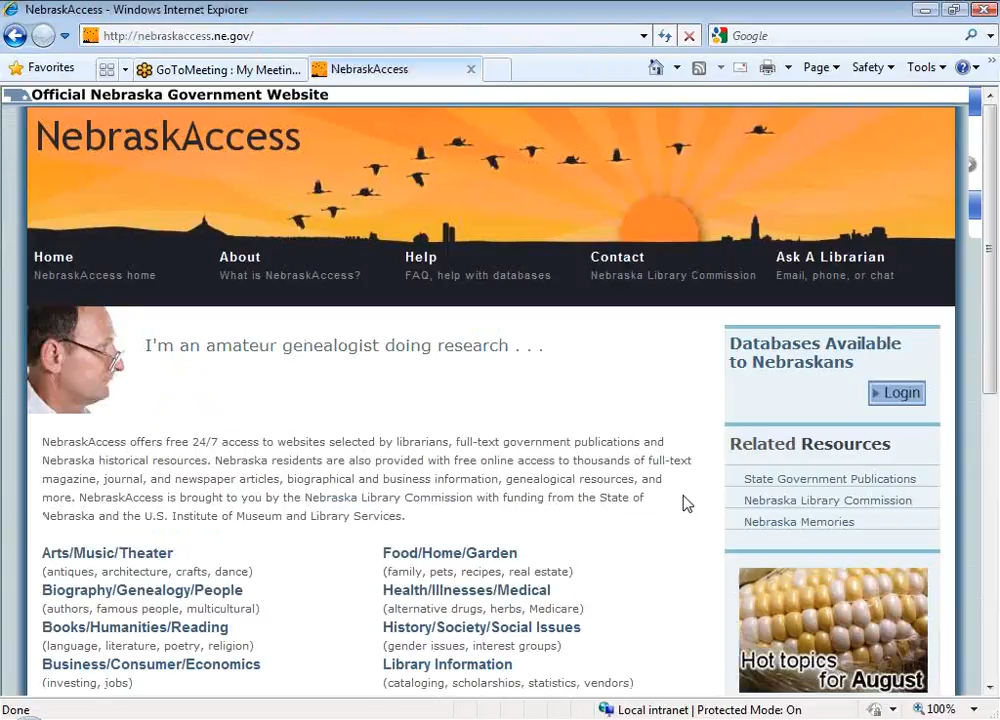 NebraskAccess - Windows Internet Explorer
http://nebraskaccess.ne.gov/
Google
Favorites
GoToMeeting : My Meetin...
NebraskAccess
Page
Safety
Tools
Official Nebraska Government Website
NebraskAccess
Home
NebraskAccess home
About
What is NebraskAccess?
Help
FAQ, help with databases
Contact
Nebraska Library Commission
Ask A Librarian
Email, phone, or chat
I'm an amateur genealogist doing research . . .
NebraskAccess offers free 24/7 access to websites selected by librarians, full-text government publications and
Nebraska historical resources. Nebraska residents are also provided with free online access to thousands of full-text
magazine, journal, and newspaper articles, biographical and business information, genealogical resources, and
more. NebraskAccess is brought to you by the Nebraska Library Commission with funding from the State of
Nebraska and the U.S. Institute of Museum and Library Services.
Arts/Music/Theater
(antiques, architecture, crafts, dance)
Biography/Genealogy/People
(authors, famous people, multicultural)
Books/Humanities/Reading
(language, literature, poetry, religion)
Business/Consumer/Economics
(investing, jobs)
Food/Home/Garden
(family, pets, recipes, real estate)
Health/Illnesses/Medical
(alternative drugs, herbs, Medicare)
History/Society/Social Issues
(gender issues, interest groups)
Library Information
(cataloging, scholarships, statistics, vendors)
Databases Available
to Nebraskans
Login
Related Resources
State Government Publications
Nebraska Library Commission
Nebraska Memories
Hot topics
for August
Done
Local intranet | Protected Mode: On
100%